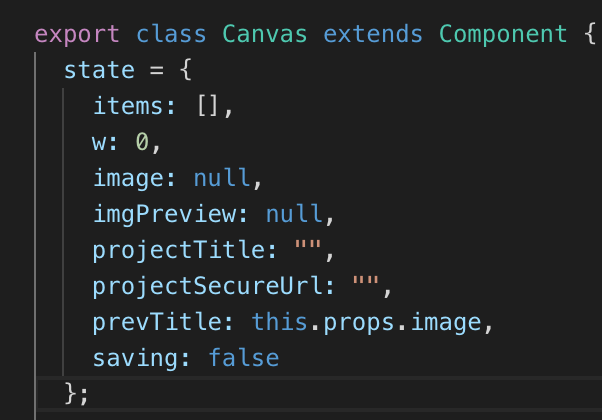 export class Canvas extends Component {
state = {
items: [],
w: 0,
image: null,
imgPreview: null,
projectTitle: "",
projectSecureUrl: "",
prevTitle: this.props.image,
saving: false
};